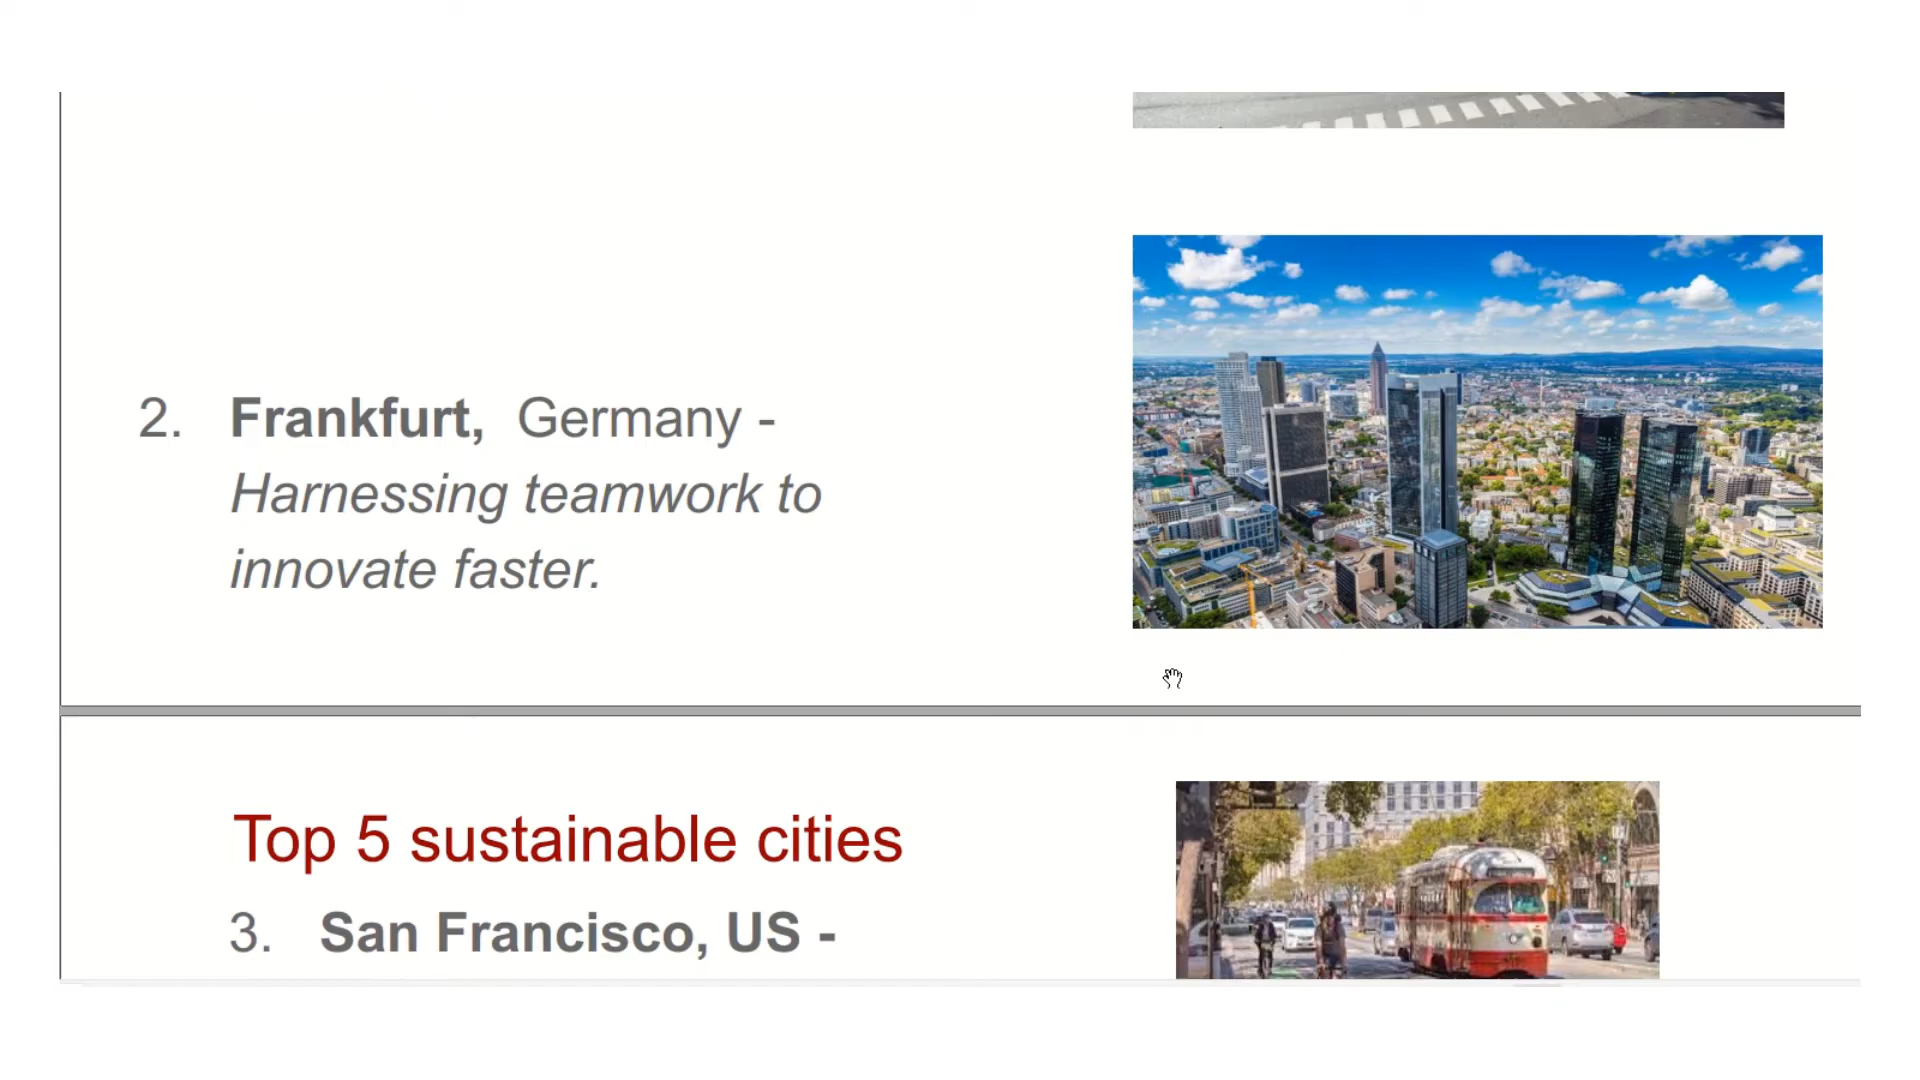 2. Frankfurt, Germany -
Harnessing teamwork to
innovate faster.
Top 5 sustainable cities
3. San Francisco, US -